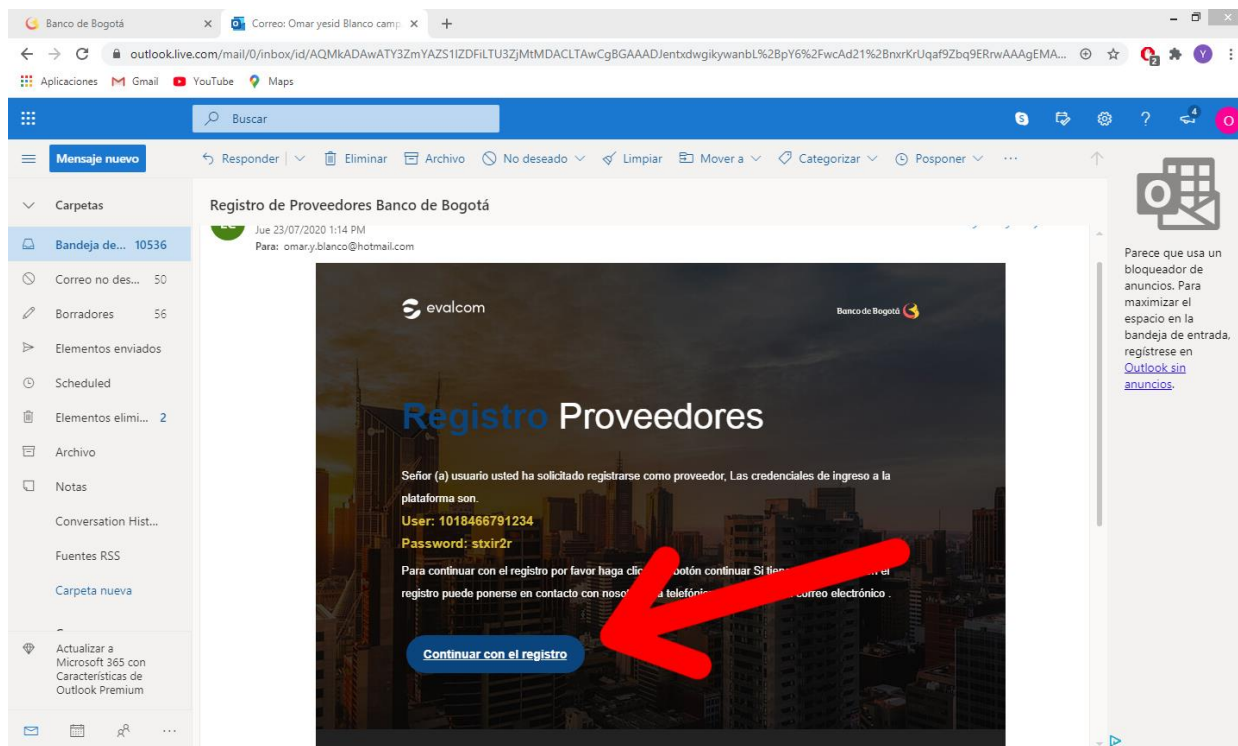 Banco de Bogotá
Correo: Omar yesid Blanco camp
outlook.live.com/mail/0/inbox/id/AQMkADAwATY3ZmYAZS1lZDFiLTU3ZjMtMDACLTAwCgBGAAADJentxdwgikywanbL%2BpY6%2FwcAd21%2BnxrKrUqaf9Zbq9ERrwAAAgEMA...
2
Y
Aplicaciones Gmail YouTube Maps
Buscar
4
O
Mensaje nuevo
Responder Eliminar Archivo No deseado Limpiar Mover a Categorizar Posponer ...
Carpetas
Bandeja de... 10536
Correo no des... 50
Borradores 56
Elementos enviados
Scheduled
Elementos elimi... 2
Archivo
Notas
Conversation Hist...
Fuentes RSS
Carpeta nueva
Actualizar a
Microsoft 365 con
Características de
Outlook Premium
Registro de Proveedores Banco de Bogotá
Jue 23/07/2020 1:14 PM
Para: omar.y.blanco@hotmail.com
evalcom
Banco de Bogotá
Registro Proveedores
Señor (a) usuario usted ha solicitado registrarse como proveedor, Las credenciales de ingreso a la
plataforma son.
User: 1018466791234
Password: stxir2r
Para continuar con el registro por favor haga clic botón continuar Si el
registro puede ponerse en contacto con telefónica correo electrónico .
Continuar con el registro
Parece que usa un
bloqueador de
anuncios. Para
maximizar el
espacio en la
bandeja de entrada,
regístrese en
Outlook sin
anuncios.